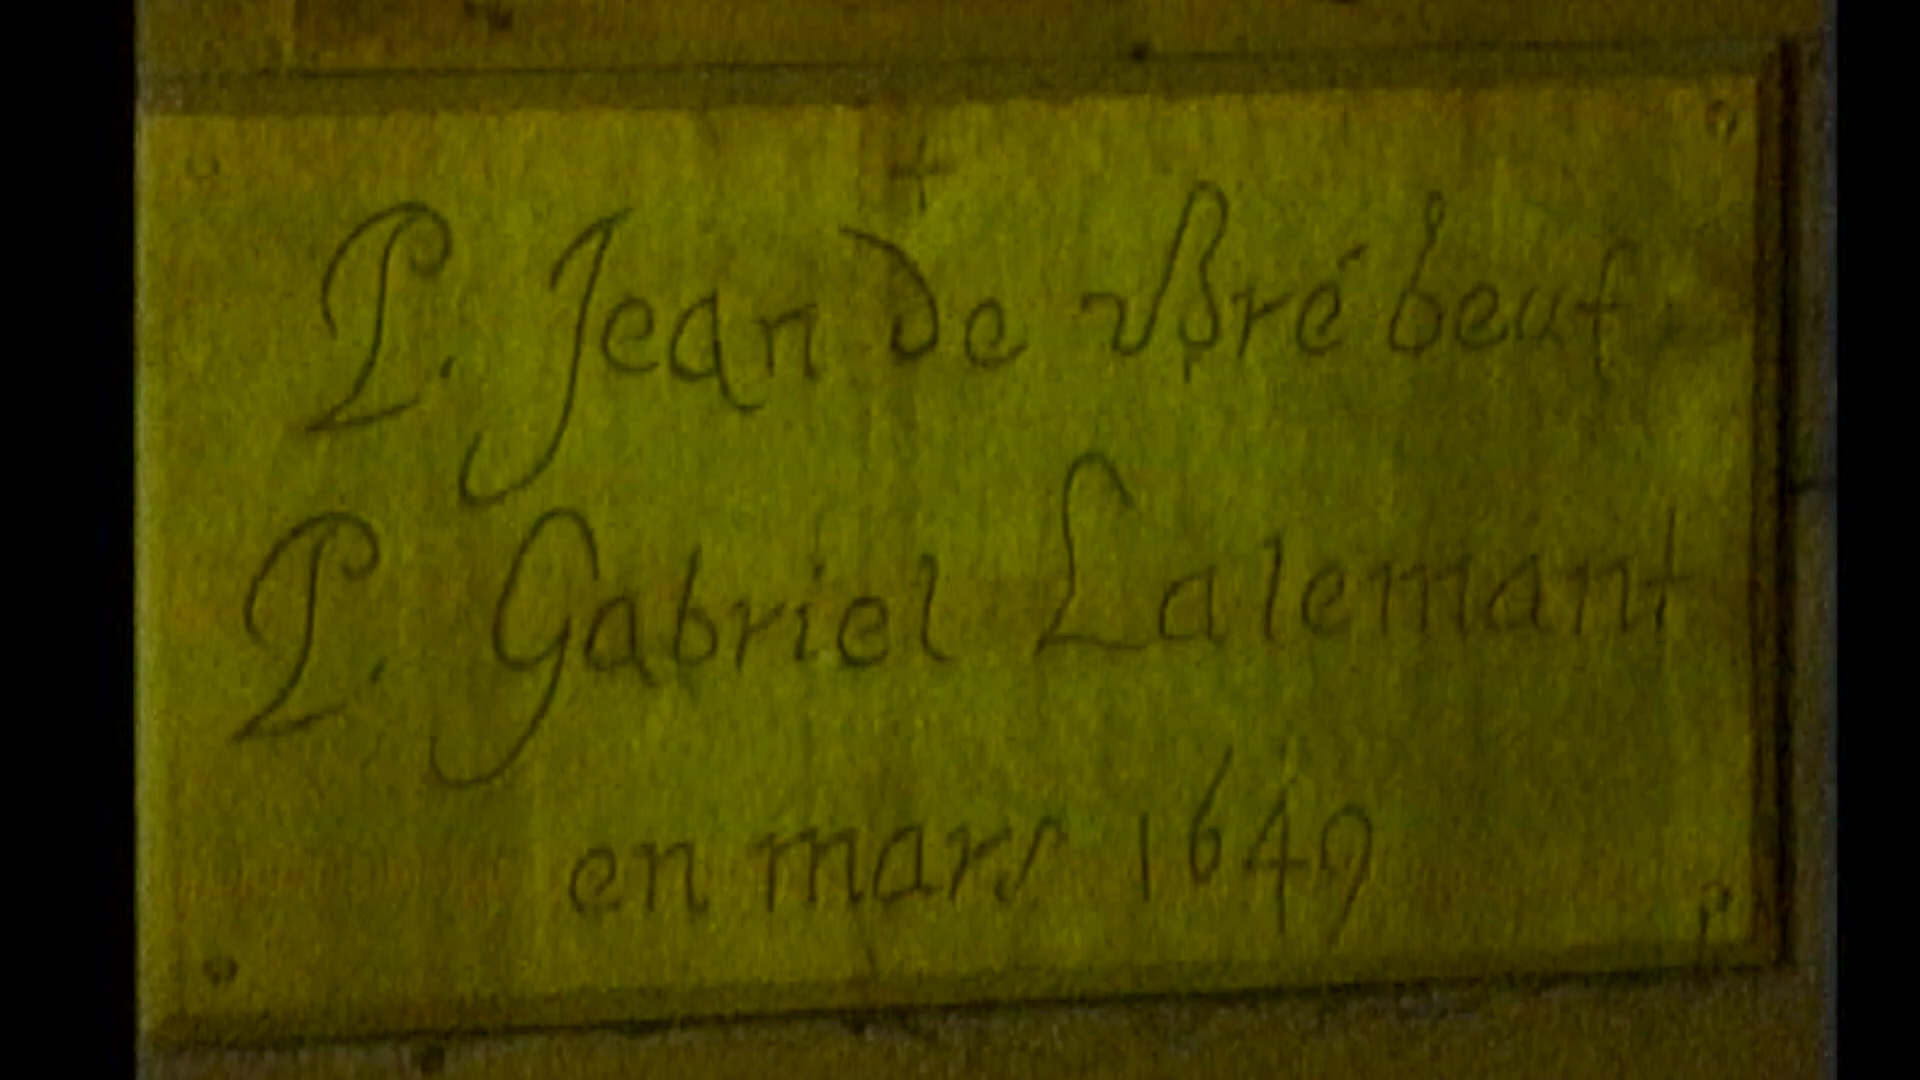 +
P. Jean de Brébeuf
P. Gabriel Lalemant
en mars 1649